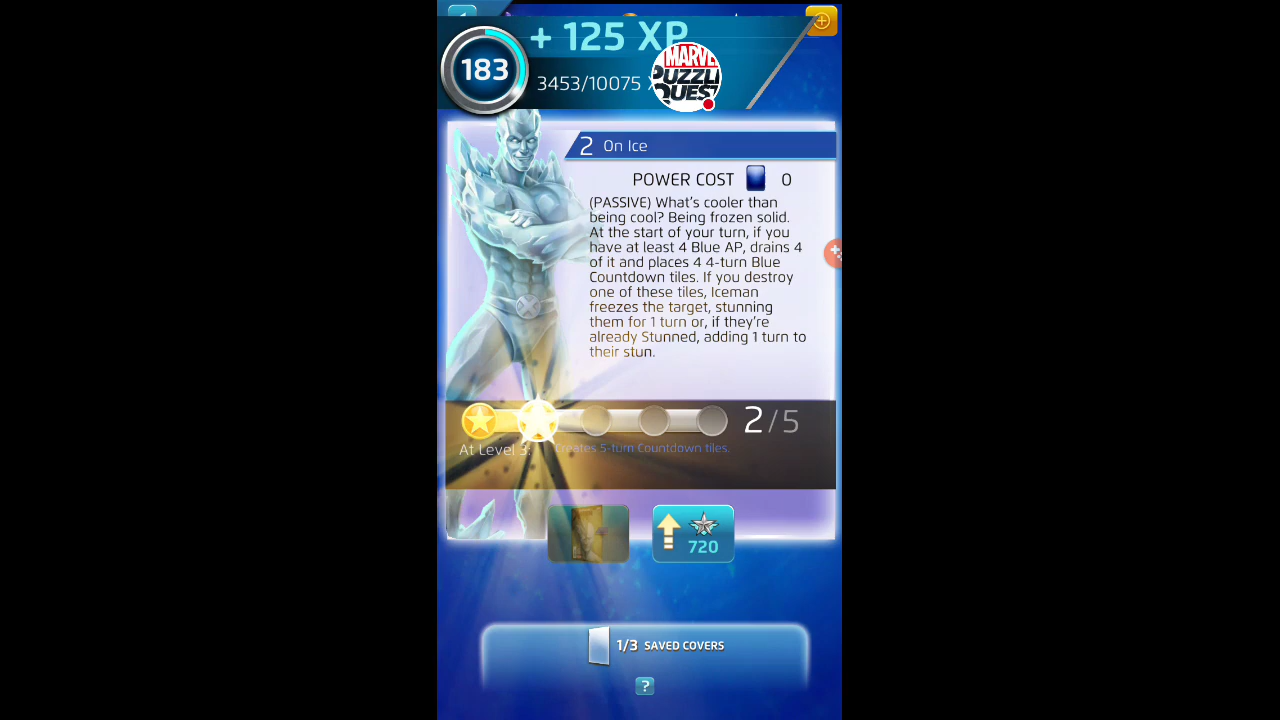 + 125 XP
183
3453/10075
MARVEL
PUZZLE
QUEST
2 On Ice
POWER COST 0
(PASSIVE) What's cooler than
being cool? Being frozen solid.
At the start of your turn, if you
have at least 4 Blue AP, drains 4
of it and places 4 4-turn Blue
Countdown tiles. If you destroy
one of these tiles, Iceman
freezes the target, stunning
them for 1 turn or, if they're
already Stunned, adding 1 turn to
their stun.
2/5
At Level 3: Creates 5-turn Countdown tiles.
720
1/3 SAVED COVERS
?